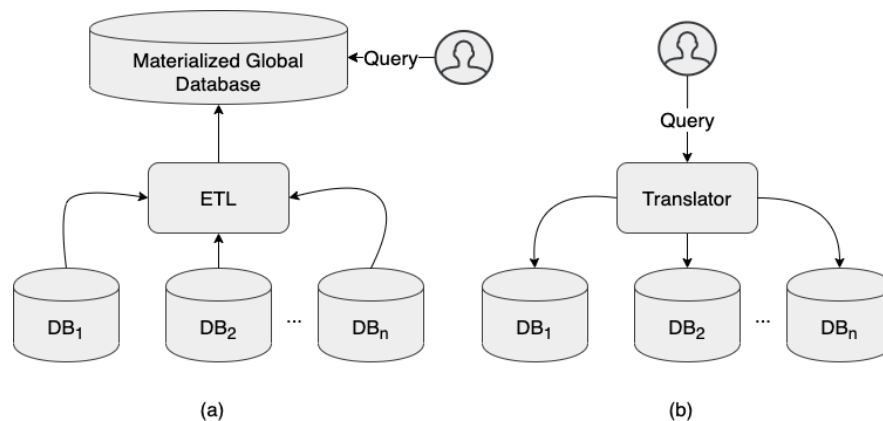 Materialized Global
Database
Query
ETL
DB1
DB2
...
DBn
(a)
Query
Translator
DB1
DB2
...
DBn
(b)